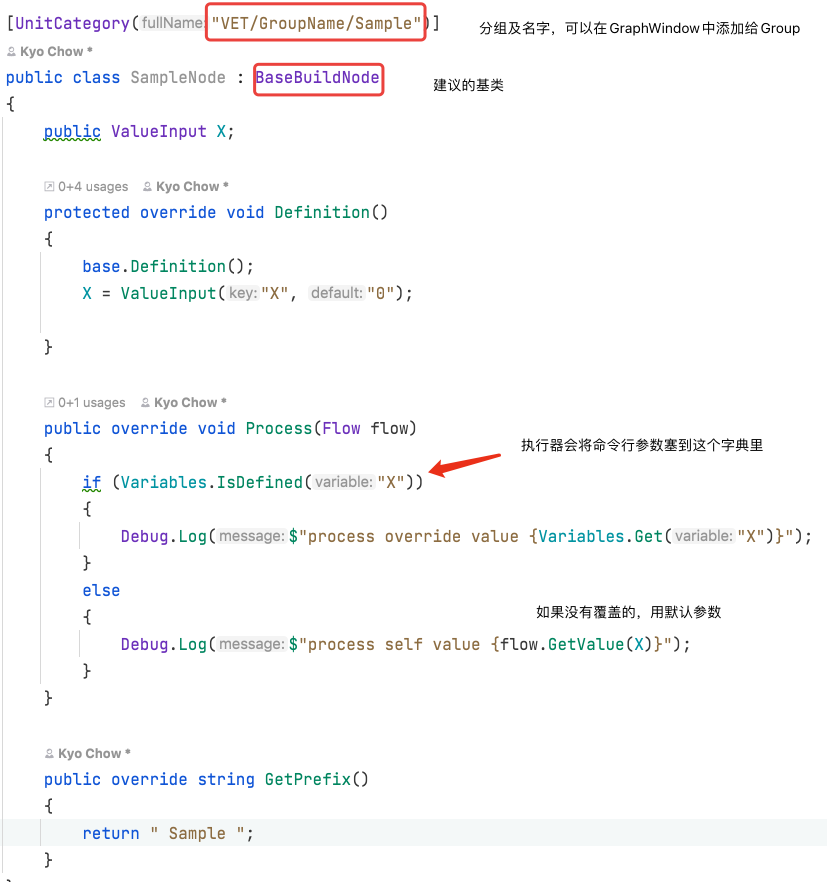 [UnitCategory(fullName:"VET/GroupName/Sample")] 分组及名字，可以在GraphWindow中添加给Group
Kyo Chow *
public class SampleNode : BaseBuildNode 建议的基类
{
public ValueInput X;
0+4 usages Kyo Chow *
protected override void Definition()
{
base.Definition();
X = ValueInput(key:"X", default:"0");
}
0+1 usages Kyo Chow *
public override void Process(Flow flow)
{ 执行器会将命令行参数塞到这个字典里
if (Variables.IsDefined(variable:"X"))
{
Debug.Log(message:$"process override value {Variables.Get(variable:"X")}");
}
else
{ 如果没有覆盖的，用默认参数
Debug.Log(message:$"process self value {flow.GetValue(X)}");
}
}
Kyo Chow *
public override string GetPrefix()
{
return " Sample ";
}